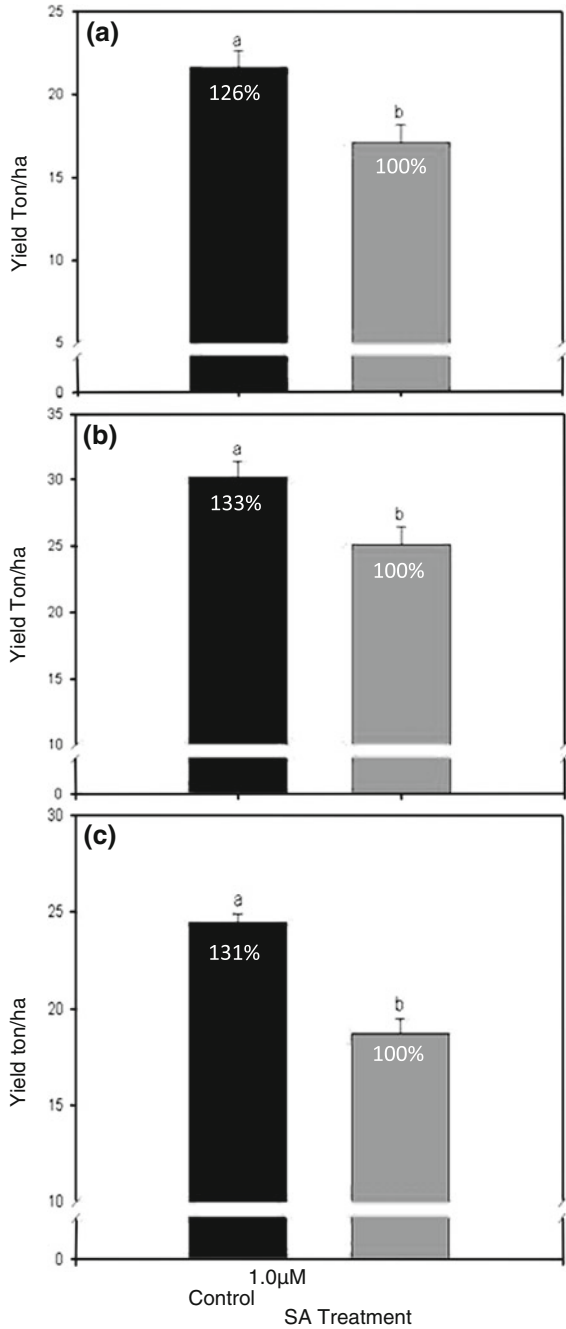 (a)
25
20
15
10
5
0
Yield Ton/ha
a
126%
b
100%
(b)
35
30
25
20
15
10
0
Yield Ton/ha
a
133%
b
100%
(c)
30
25
20
15
10
0
Yield ton/ha
a
131%
b
100%
1.0µM
Control
SA Treatment